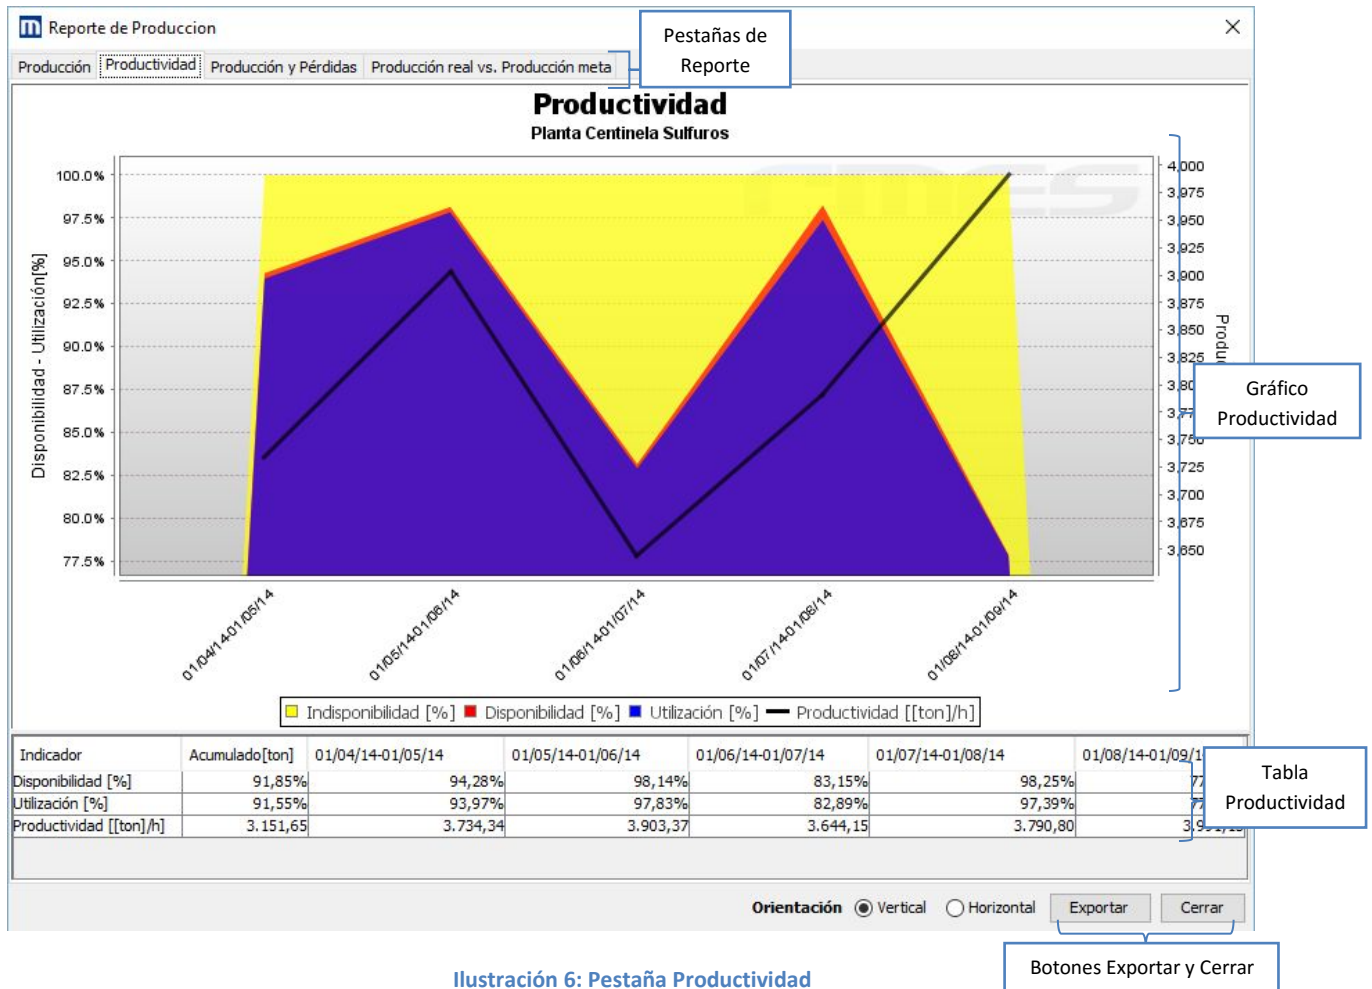 Reporte de Produccion
Pestañas de
Reporte
Producción Productividad Producción y Pérdidas Producción real vs. Producción meta
Productividad
Planta Centinela Sulfuros
100.0%
97.5%
95.0%
92.5%
90.0%
87.5%
85.0%
82.5%
80.0%
77.5%
Disponibilidad - Utilización[%]
4,000
3,975
3,950
3,925
3,900
3,875
3,850
3,825
3,750
3,725
3,700
3,675
3,650
Gráfico
Productividad
01/04/14-01/05/14
01/05/14-01/06/14
01/06/14-01/07/14
01/07/14-01/08/14
01/08/14-01/09/14
Indisponibilidad [%] Disponibilidad [%] Utilización [%] Productividad [[ton]/h]
Indicador Acumulado[ton] 01/04/14-01/05/14 01/05/14-01/06/14 01/06/14-01/07/14 01/07/14-01/08/14
Disponibilidad [%] 91,85% 94,28% 98,14% 83,15% 98,25%
Utilización [%] 91,55% 93,97% 97,83% 82,89% 97,39%
Productividad [[ton]/h] 3.151,65 3.734,34 3.903,37 3.644,15 3.790,80
Tabla
Productividad
Orientación Vertical Horizontal Exportar Cerrar
Botones Exportar y Cerrar
Ilustración 6: Pestaña Productividad